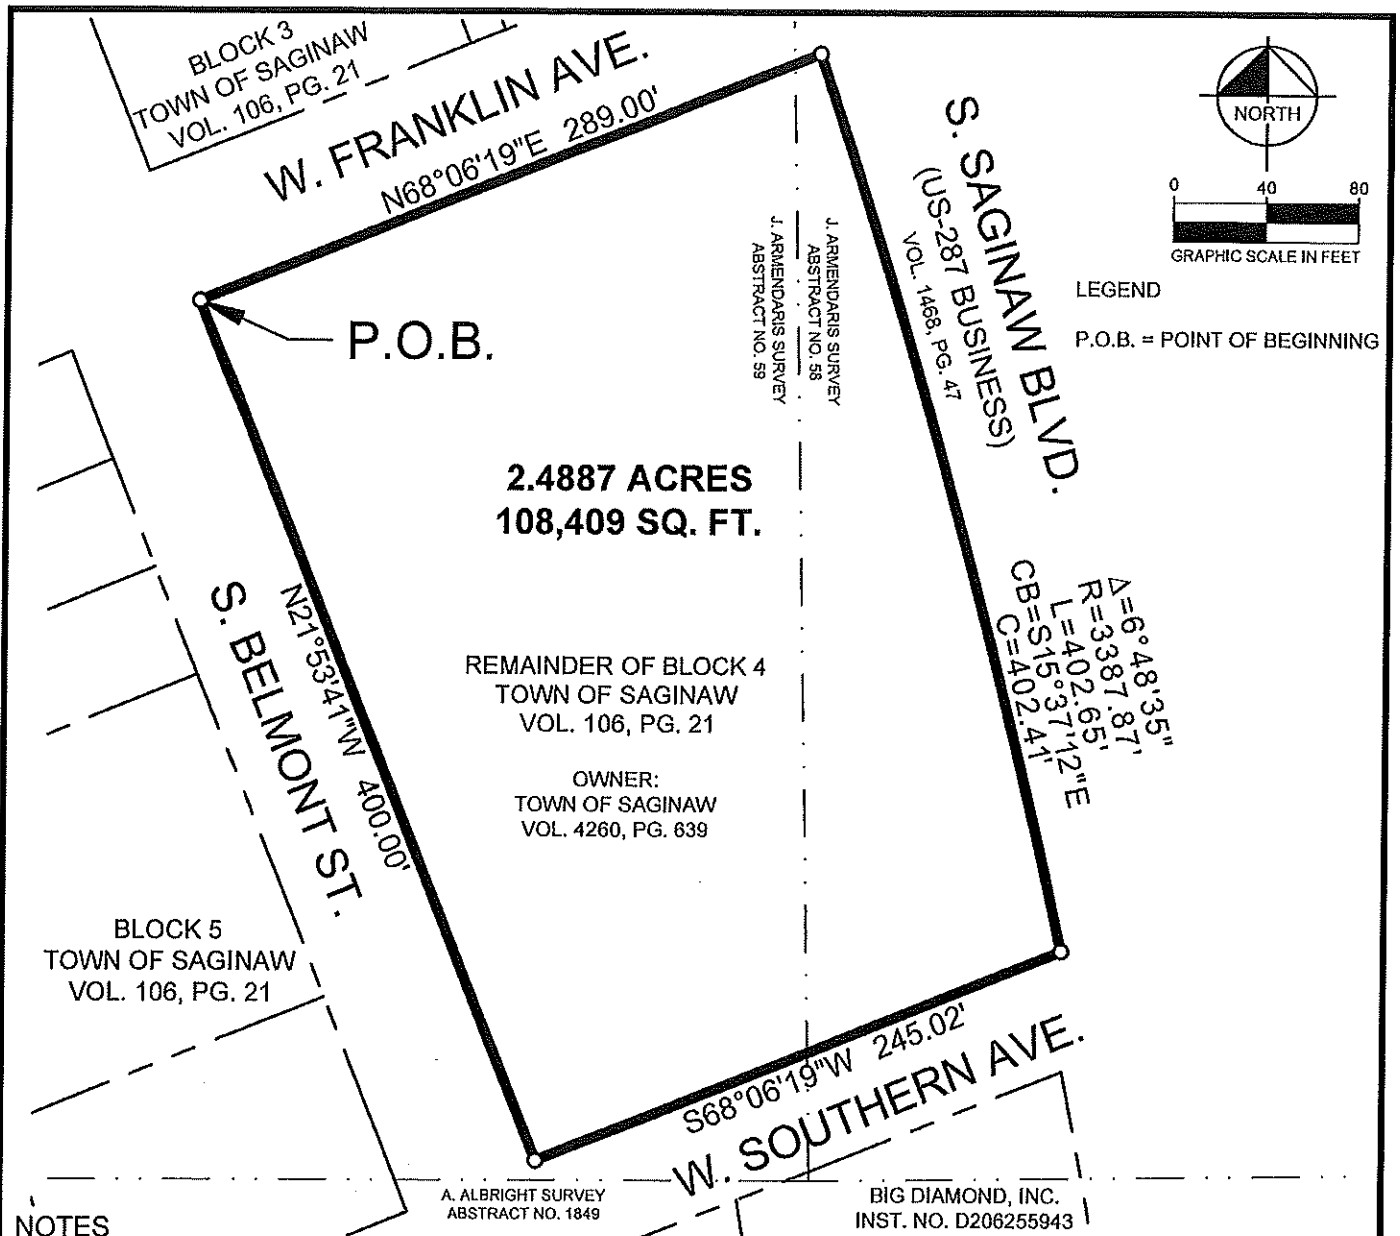 BLOCK 3
TOWN OF SAGINAW
VOL. 106, PG. 21
W. FRANKLIN AVE.
N68°06'19"E 289.00'
NORTH
0 40 80
GRAPHIC SCALE IN FEET
LEGEND
P.O.B. = POINT OF BEGINNING
S. SAGINAW BLVD.
(US-287 BUSINESS)
VOL. 1468, PG. 47
J. ARMENDARIS SURVEY
ABSTRACT NO. 58
J. ARMENDARIS SURVEY
ABSTRACT NO. 59
P.O.B.
2.4887 ACRES
108,409 SQ. FT.
Δ=6°48'35"
R=3387.87'
L=402.65'
CB=S15°37'12"E
C=402.41'
S. BELMONT ST.
N21°53'41"W 400.00'
REMAINDER OF BLOCK 4
TOWN OF SAGINAW
VOL. 106, PG. 21
OWNER:
TOWN OF SAGINAW
VOL. 4260, PG. 639
BLOCK 5
TOWN OF SAGINAW
VOL. 106, PG. 21
S68°06'19"W 245.02'
W. SOUTHERN AVE.
A. ALBRIGHT SURVEY
ABSTRACT NO. 1849
BIG DIAMOND, INC.
INST. NO. D206255943
NOTES